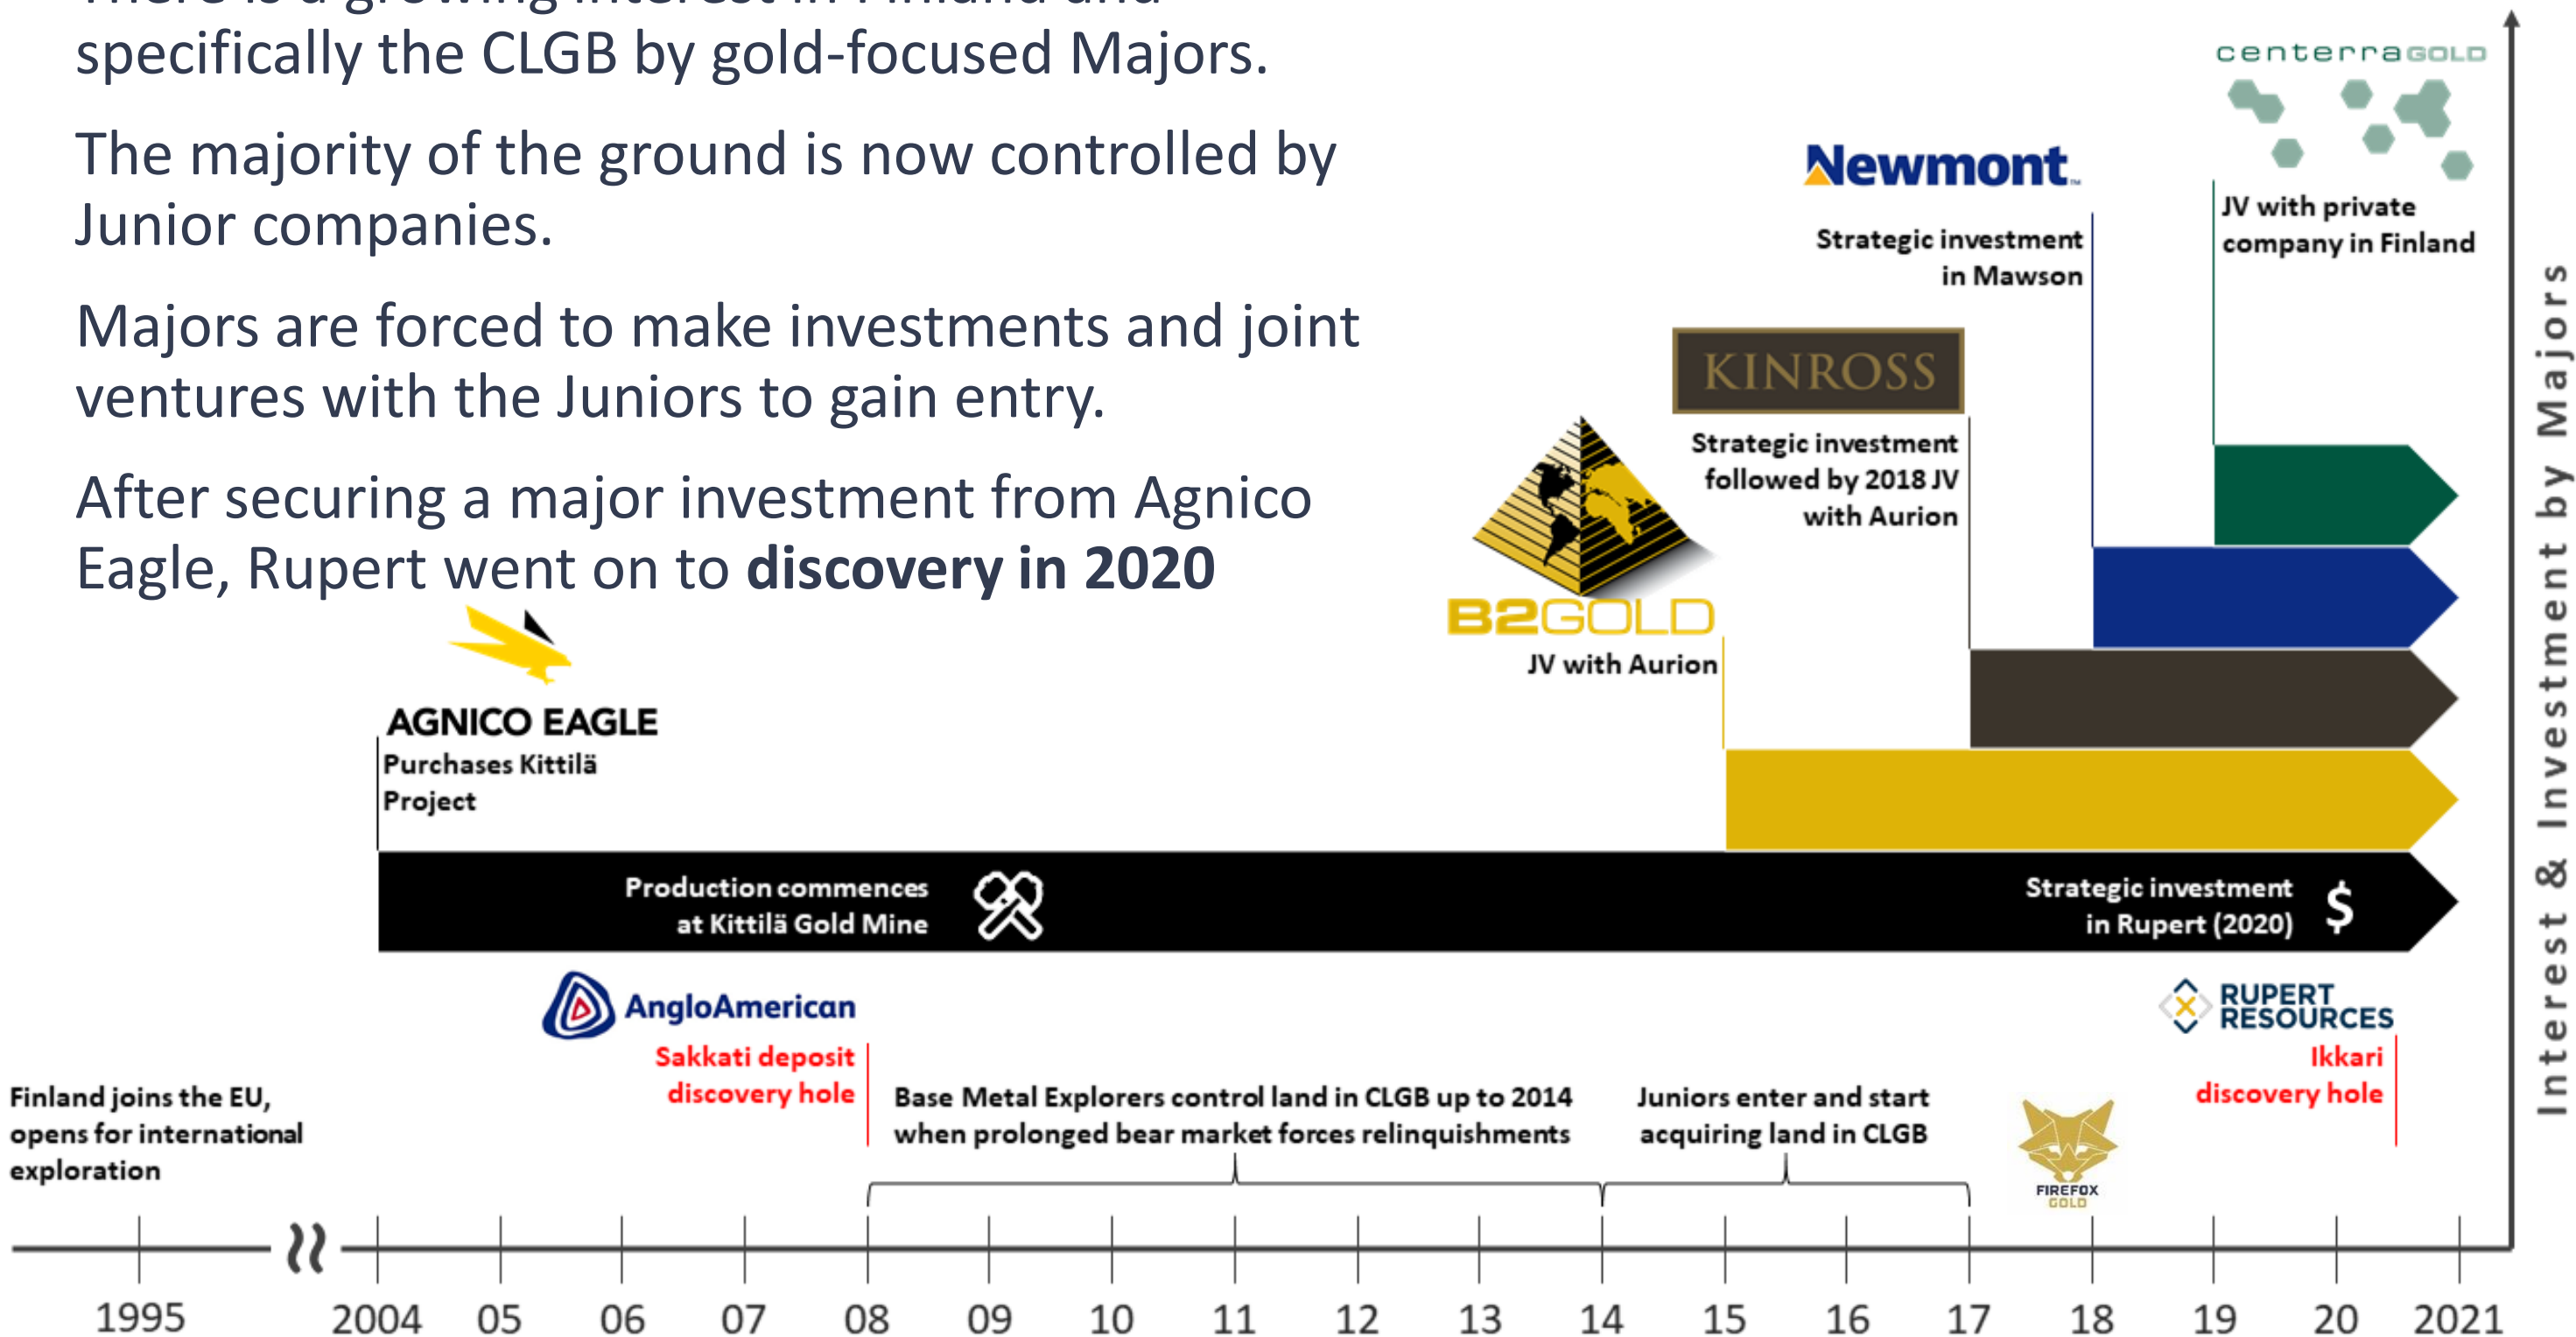 There is a growing interest in Finland and
specifically the CLGB by gold-focused Majors.
The majority of the ground is now controlled by
Junior companies.
Majors are forced to make investments and joint
ventures with the Juniors to gain entry.
After securing a major investment from Agnico
Eagle, Rupert went on to discovery in 2020
centerraGOLD
JV with private
company in Finland
Newmont™
Strategic investment
in Mawson
KINROSS
Strategic investment
followed by 2018 JV
with Aurion
B2GOLD
JV with Aurion
AGNICO EAGLE
Purchases Kittilä
Project
Production commences
at Kittilä Gold Mine
Strategic investment
in Rupert (2020)
$
AngloAmerican
Sakkati deposit
discovery hole
RUPERT
RESOURCES
Ikkari
discovery hole
Finland joins the EU,
opens for international
exploration
Base Metal Explorers control land in CLGB up to 2014
when prolonged bear market forces relinquishments
Juniors enter and start
acquiring land in CLGB
FIREFOX
GOLD
1995 2004 05 06 07 08 09 10 11 12 13 14 15 16 17 18 19 20 2021
Interest & Investment by Majors